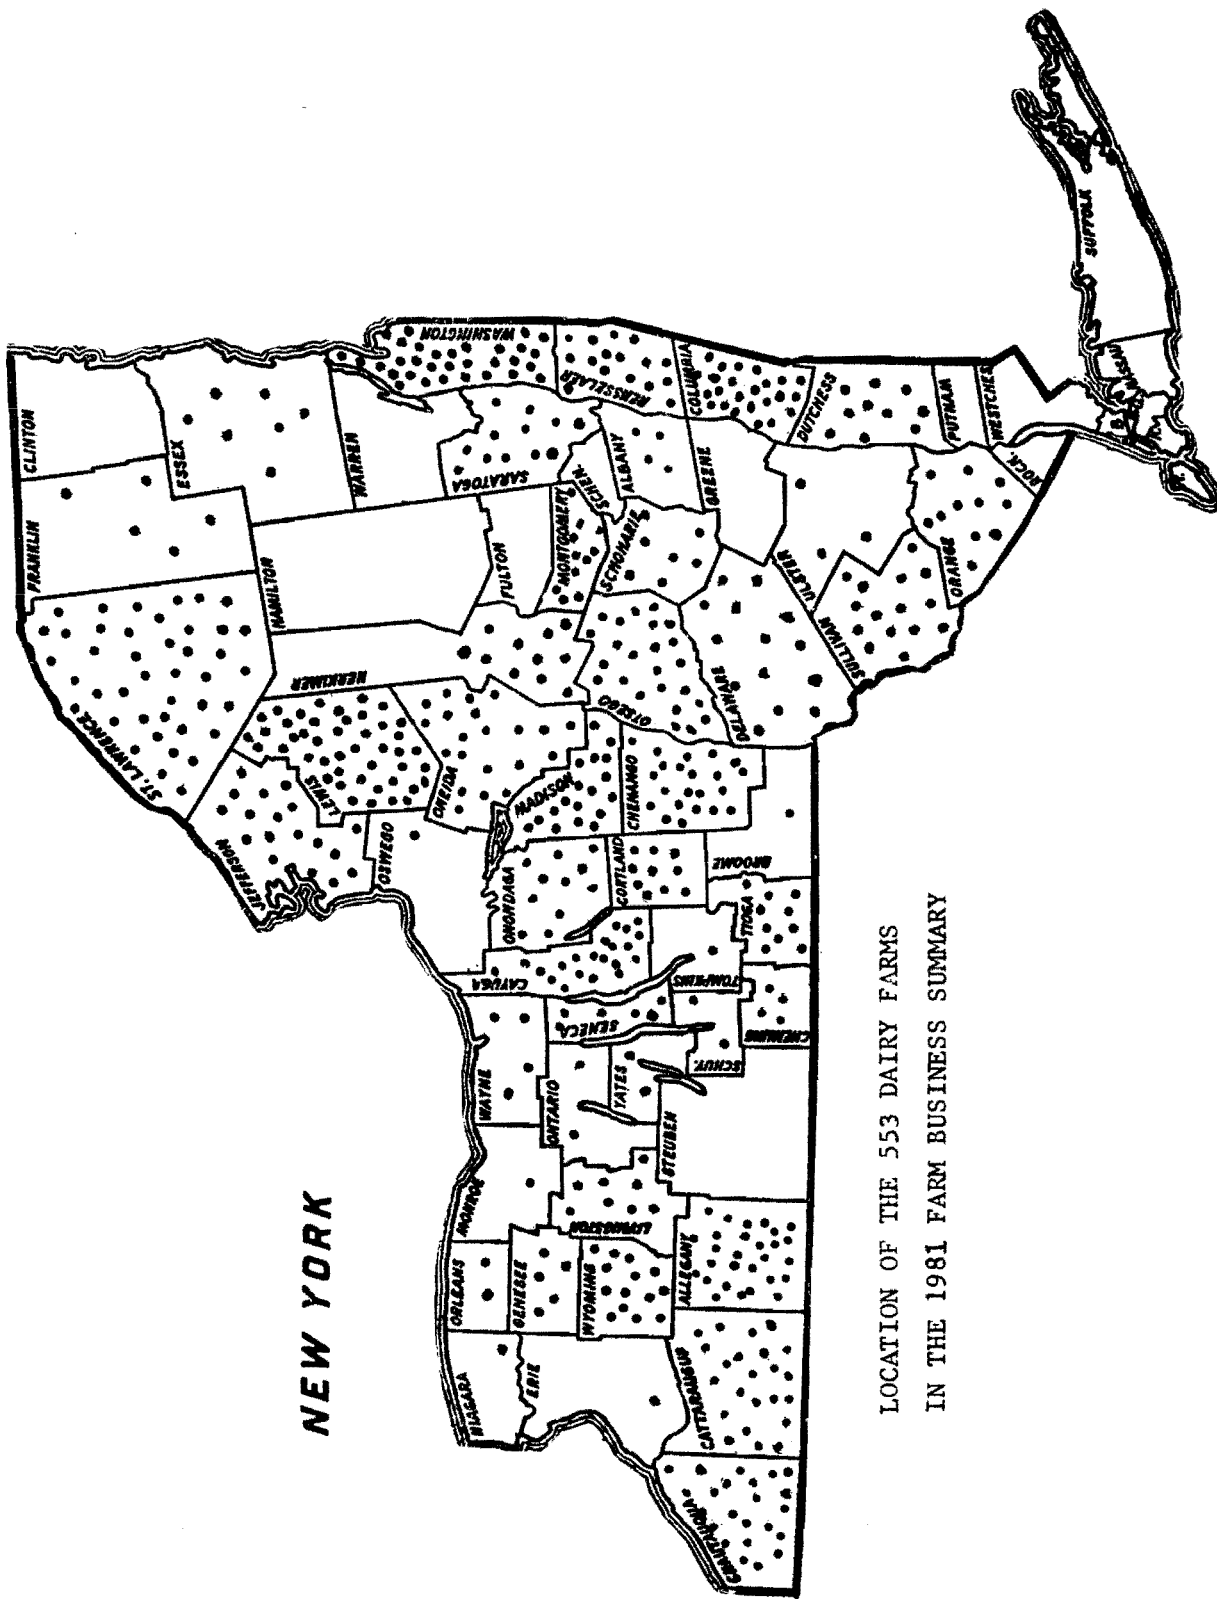 NEW YORK
CLINTON
FRANKLIN
ESSEX
ST. LAWRENCE
HAMILTON
WARREN
WASHINGTON
HERKIMER
LEWIS
JEFFERSON
OSWEGO
ONEIDA
FULTON
SARATOGA
MONTGOMERY
SCHEN.
RENSSELAER
ALBANY
SCHOHARIE
OTSEGO
MADISON
ONONDAGA
CAYUGA
WAYNE
MONROE
ORLEANS
NIAGARA
ERIE
GENESEE
WYOMING
LIVINGSTON
ONTARIO
YATES
SENECA
CORTLAND
CHENANGO
DELAWARE
GREENE
COLUMBIA
DUTCHESS
ULSTER
SULLIVAN
ORANGE
PUTNAM
WESTCHES.
ROCK.
BROOME
TIOGA
TOMPKINS
CHEMUNG
SCHUY.
STEUBEN
ALLEGANY
CATTARAUGUS
CHAUTAUQUA
NASSAU
SUFFOLK
LOCATION OF THE 553 DAIRY FARMS
IN THE 1981 FARM BUSINESS SUMMARY